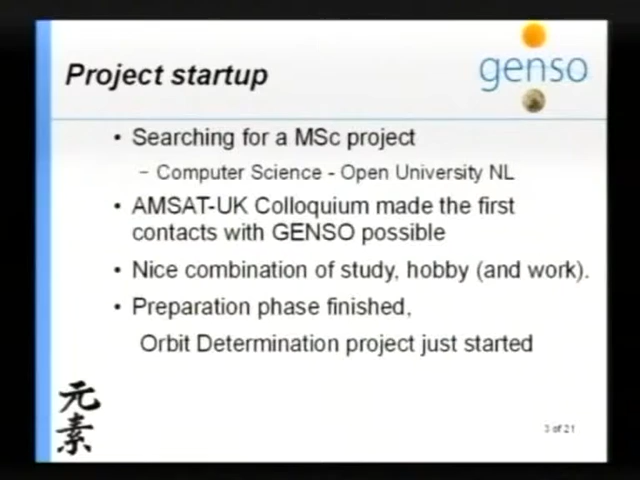 Project startup
genso
• Searching for a MSc project
– Computer Science - Open University NL
• AMSAT-UK Colloquium made the first
contacts with GENSO possible
• Nice combination of study, hobby (and work).
• Preparation phase finished,
Orbit Determination project just started
元
素
3 of 21